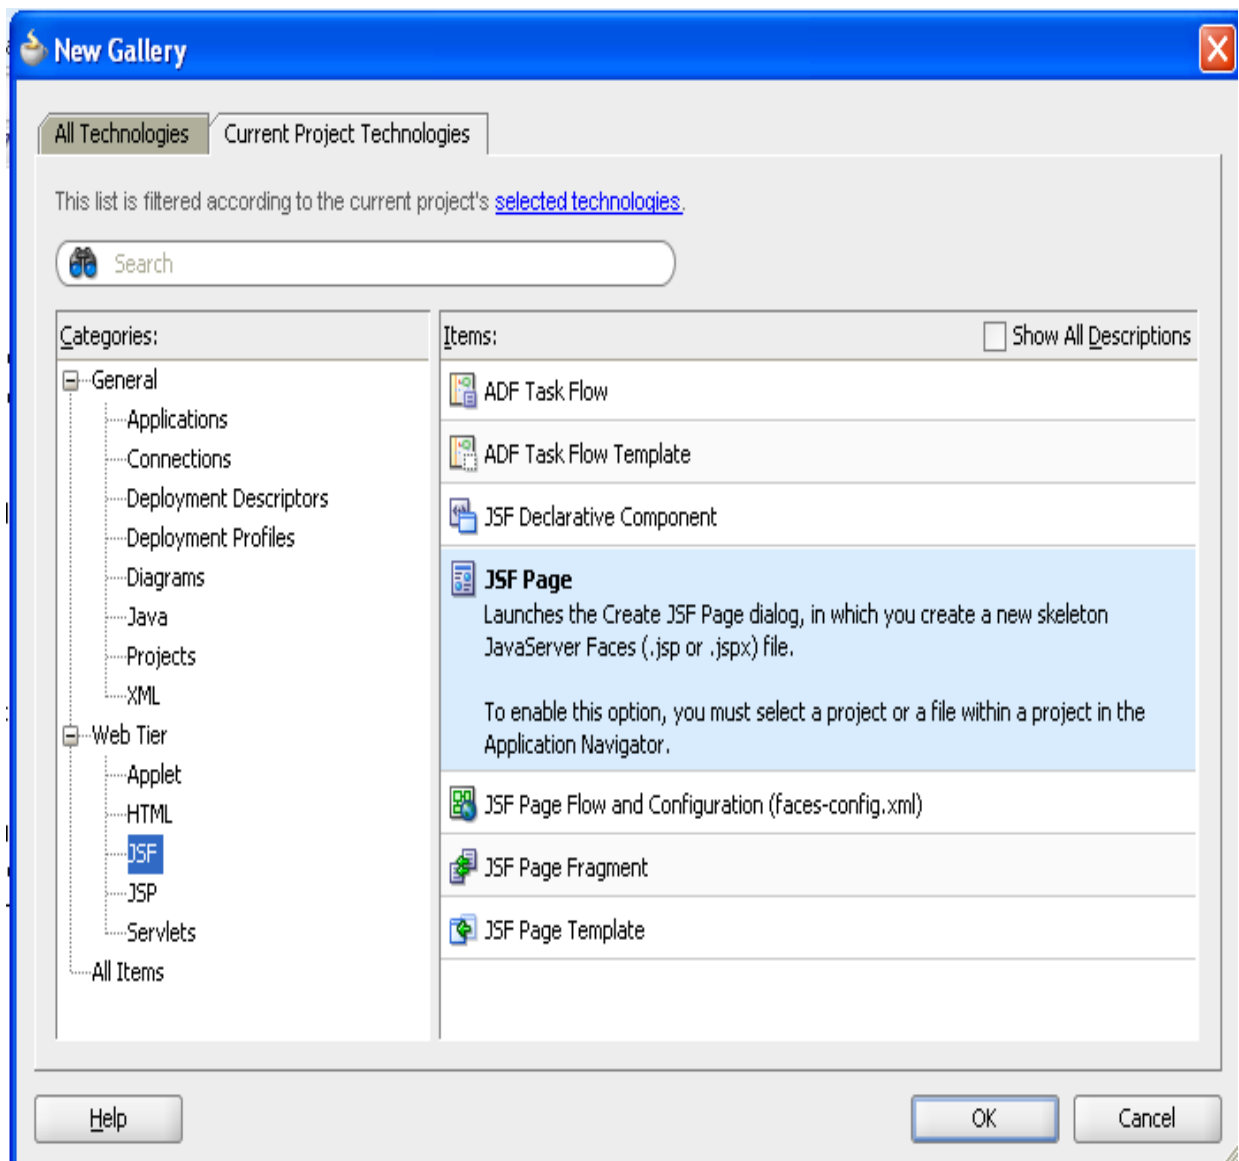 New Gallery
All Technologies
Current Project Technologies
This list is filtered according to the current project's selected technologies.
Search
Categories:
General
Applications
Connections
Deployment Descriptors
Deployment Profiles
Diagrams
Java
Projects
XML
Web Tier
Applet
HTML
JSF
JSP
Servlets
All Items
Items:
Show All Descriptions
ADF Task Flow
ADF Task Flow Template
JSF Declarative Component
JSF Page
Launches the Create JSF Page dialog, in which you create a new skeleton
JavaServer Faces (.jsp or .jspx) file.
To enable this option, you must select a project or a file within a project in the
Application Navigator.
JSF Page Flow and Configuration (faces-config.xml)
JSF Page Fragment
JSF Page Template
Help
OK
Cancel